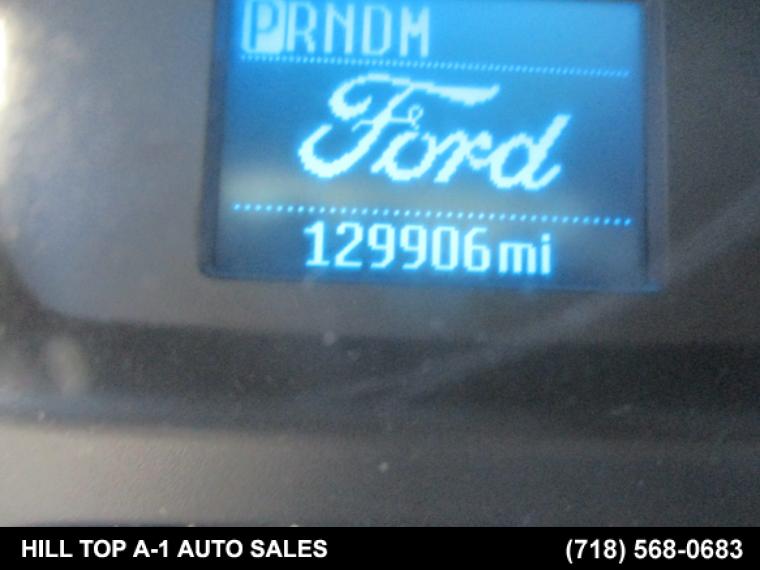 PRNDM
Ford
129906mi
HILL TOP A-1 AUTO SALES
(718) 568-0683